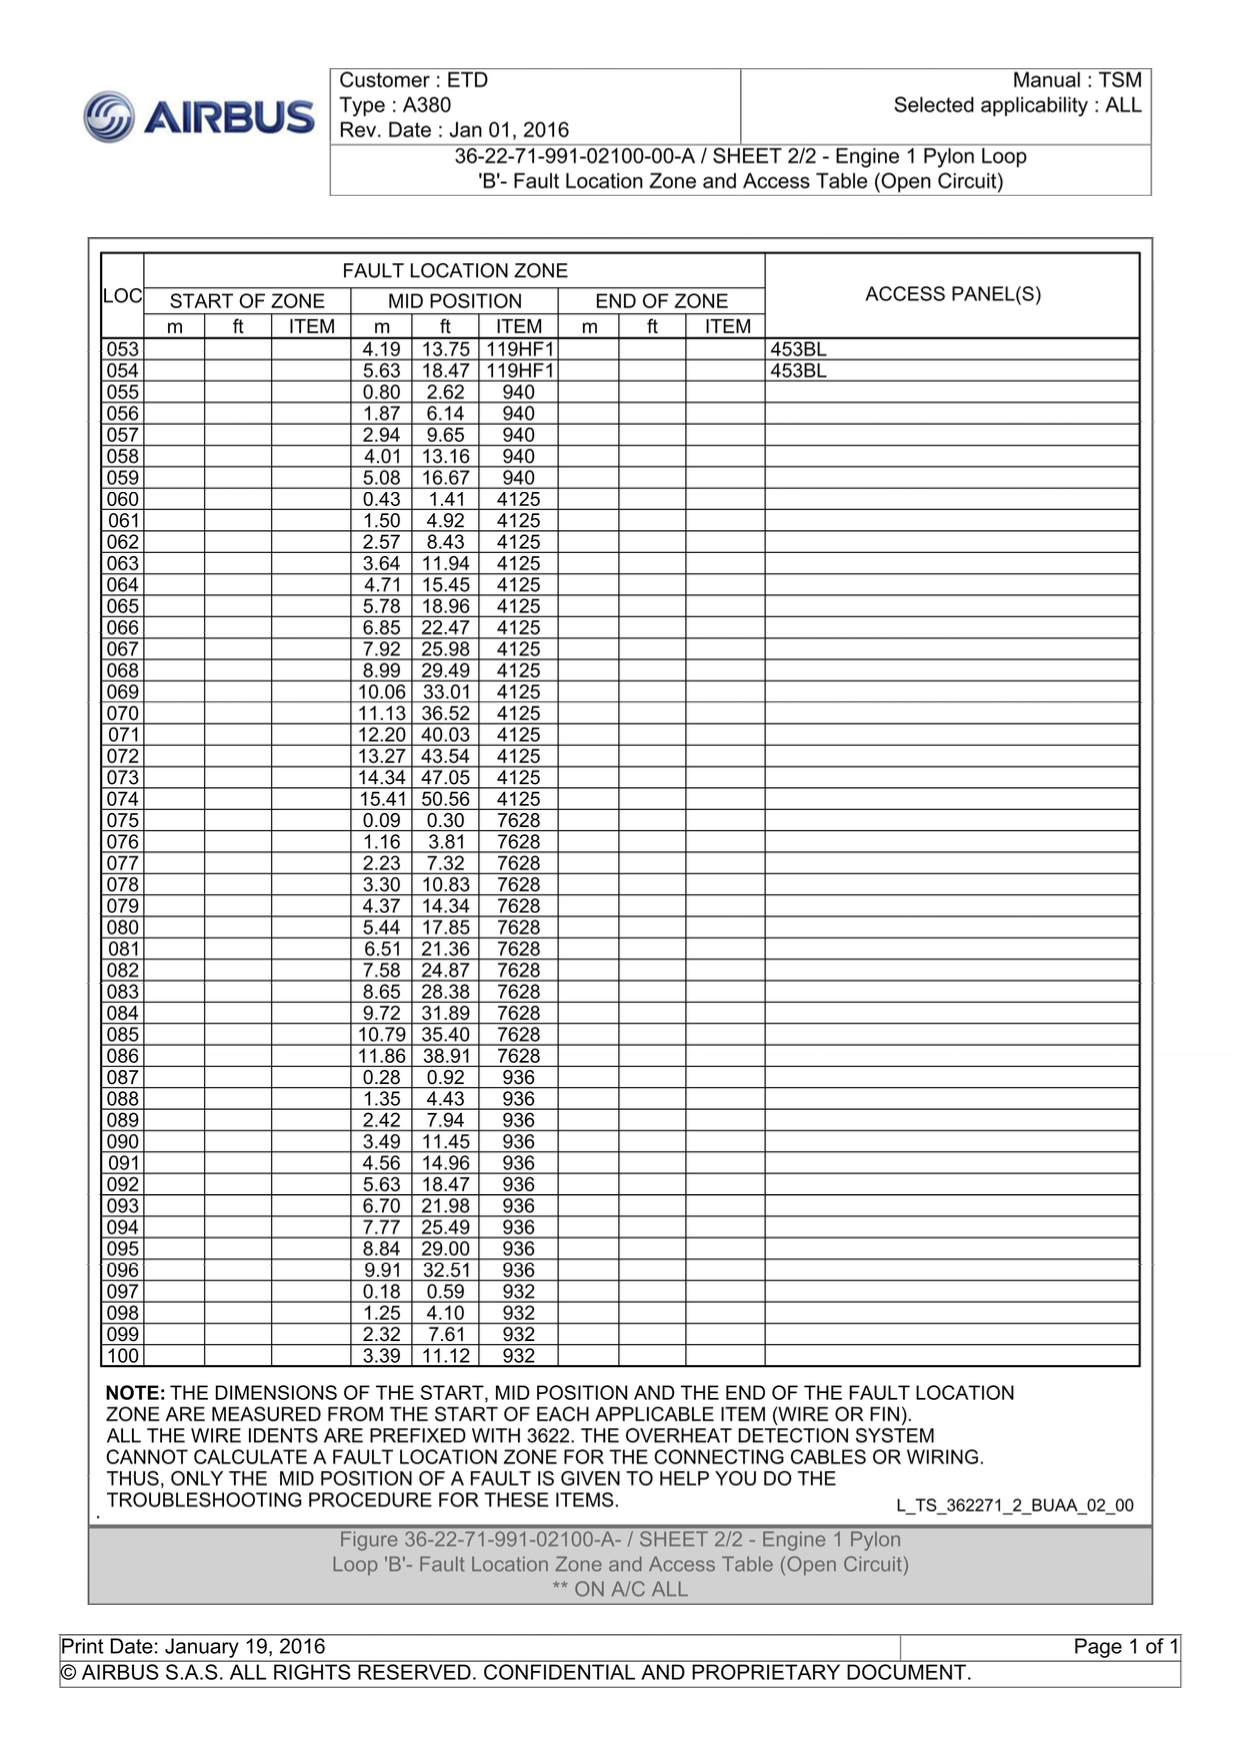 AIRBUS
Customer : ETD
Type : A380
Rev. Date : Jan 01, 2016
Manual : TSM
Selected applicability : ALL
36-22-71-991-02100-00-A / SHEET 2/2 - Engine 1 Pylon Loop
'B'- Fault Location Zone and Access Table (Open Circuit)
LOC
FAULT LOCATION ZONE
ACCESS PANEL(S)
START OF ZONE MID POSITION END OF ZONE
m ft ITEM m ft ITEM m ft ITEM
053 4.19 13.75 119HF1 453BL
054 5.63 18.47 119HF1 453BL
055 0.80 2.62 940
056 1.87 6.14 940
057 2.94 9.65 940
058 4.01 13.16 940
059 5.08 16.67 940
060 0.43 1.41 4125
061 1.50 4.92 4125
062 2.57 8.43 4125
063 3.64 11.94 4125
064 4.71 15.45 4125
065 5.78 18.96 4125
066 6.85 22.47 4125
067 7.92 25.98 4125
068 8.99 29.49 4125
069 10.06 33.01 4125
070 11.13 36.52 4125
071 12.20 40.03 4125
072 13.27 43.54 4125
073 14.34 47.05 4125
074 15.41 50.56 4125
075 0.09 0.30 7628
076 1.16 3.81 7628
077 2.23 7.32 7628
078 3.30 10.83 7628
079 4.37 14.34 7628
080 5.44 17.85 7628
081 6.51 21.36 7628
082 7.58 24.87 7628
083 8.65 28.38 7628
084 9.72 31.89 7628
085 10.79 35.40 7628
086 11.86 38.91 7628
087 0.28 0.92 936
088 1.35 4.43 936
089 2.42 7.94 936
090 3.49 11.45 936
091 4.56 14.96 936
092 5.63 18.47 936
093 6.70 21.98 936
094 7.77 25.49 936
095 8.84 29.00 936
096 9.91 32.51 936
097 0.18 0.59 932
098 1.25 4.10 932
099 2.32 7.61 932
100 3.39 11.12 932
NOTE: THE DIMENSIONS OF THE START, MID POSITION AND THE END OF THE FAULT LOCATION
ZONE ARE MEASURED FROM THE START OF EACH APPLICABLE ITEM (WIRE OR FIN).
ALL THE WIRE IDENTS ARE PREFIXED WITH 3622. THE OVERHEAT DETECTION SYSTEM
CANNOT CALCULATE A FAULT LOCATION ZONE FOR THE CONNECTING CABLES OR WIRING.
THUS, ONLY THE MID POSITION OF A FAULT IS GIVEN TO HELP YOU DO THE
TROUBLESHOOTING PROCEDURE FOR THESE ITEMS.
L_TS_362271_2_BUAA_02_00
Figure 36-22-71-991-02100-A- / SHEET 2/2 - Engine 1 Pylon
Loop 'B'- Fault Location Zone and Access Table (Open Circuit)
** ON A/C ALL
Print Date: January 19, 2016
Page 1 of 1
© AIRBUS S.A.S. ALL RIGHTS RESERVED. CONFIDENTIAL AND PROPRIETARY DOCUMENT.